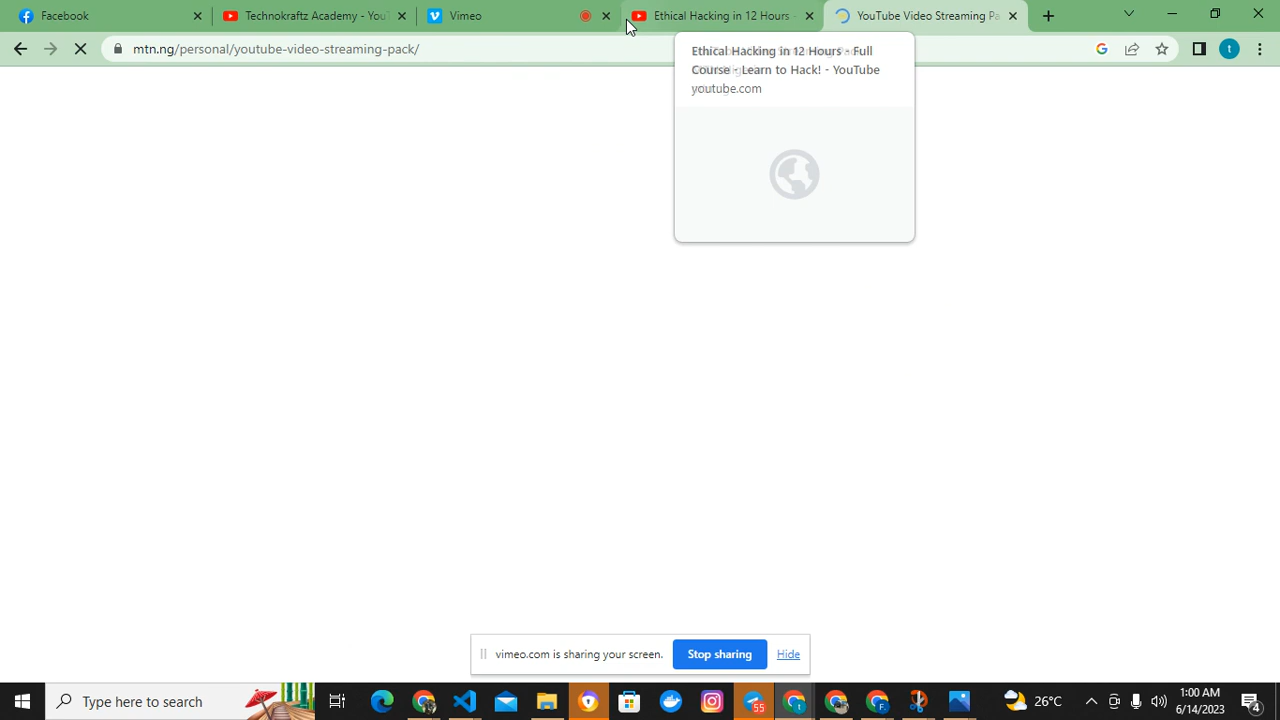 Facebook
Technokraftz Academy - You
Vimeo
Ethical Hacking in 12 Hours -
YouTube Video Streaming Pa
mtn.ng/personal/youtube-video-streaming-pack/
t
Ethical Hacking in 12 Hours - Full
Course - Learn to Hack! - YouTube
youtube.com
vimeo.com is sharing your screen.
Stop sharing
Hide
Type here to search
55
t
F
26°C
1:00 AM
6/14/2023
4